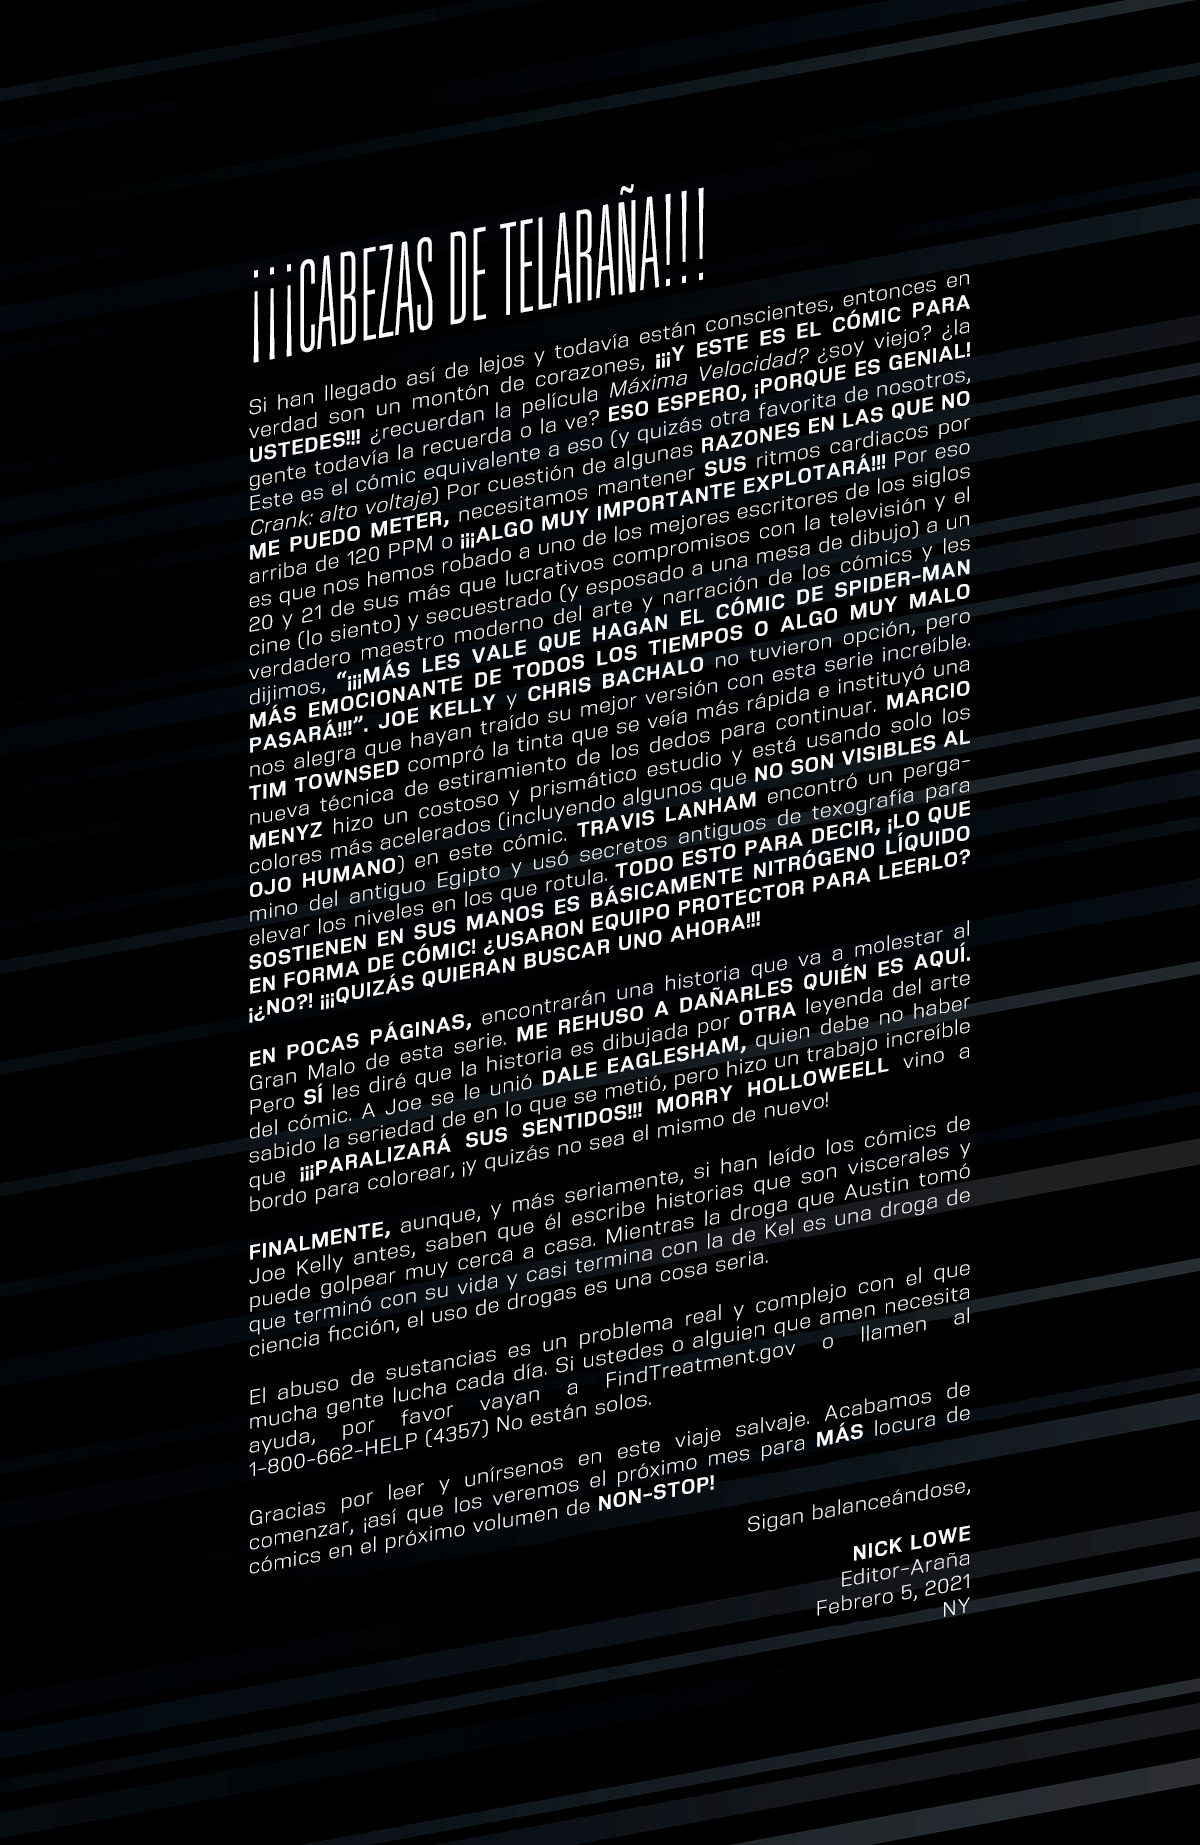 ¡¡¡CABEZAS DE TELARAÑA!!!
Si han llegado así de lejos y todavía están conscientes, entonces en
verdad son un montón de corazones, ¡¡¡Y ESTE ES EL CÓMIC PARA
USTEDES!!! ¿recuerdan la película Máxima Velocidad? ¿soy viejo? ¿la
gente todavía la recuerda o la ve? ESO ESPERO, ¡PORQUE ES GENIAL!
Este es el cómic equivalente a eso (y quizás otra favorita de nosotros,
Crank: alto voltaje) Por cuestión de algunas RAZONES EN LAS QUE NO
ME PUEDO METER, necesitamos mantener SUS ritmos cardiacos por
arriba de 120 PPM o ¡¡¡ALGO MUY IMPORTANTE EXPLOTARÁ!!! Por eso
es que nos hemos robado a uno de los mejores escritores de los siglos
20 y 21 de sus más que lucrativos compromisos con la televisión y el
cine (lo siento) y secuestrado (y esposado a una mesa de dibujo) a un
verdadero maestro moderno del arte y narración de los cómics y les
dijimos, “¡¡¡MÁS LES VALE QUE HAGAN EL CÓMIC DE SPIDER-MAN
MÁS EMOCIONANTE DE TODOS LOS TIEMPOS O ALGO MUY MALO
PASARÁ!!!”. JOE KELLY y CHRIS BACHALO no tuvieron opción, pero
nos alegra que hayan traído su mejor versión con esta serie increíble.
TIM TOWNSED compró la tinta que se veía más rápida e instituyó una
nueva técnica de estiramiento de los dedos para continuar. MARCIO
MENYZ hizo un costoso y prismático estudio y está usando solo los
colores más acelerados (incluyendo algunos que NO SON VISIBLES AL
OJO HUMANO) en este cómic. TRAVIS LANHAM encontró un perga-
mino del antiguo Egipto y usó secretos antiguos de texografía para
elevar los niveles en los que rotula. TODO ESTO PARA DECIR, ¡LO QUE
SOSTIENEN EN SUS MANOS ES BÁSICAMENTE NITRÓGENO LÍQUIDO
EN FORMA DE CÓMIC! ¿USARON EQUIPO PROTECTOR PARA LEERLO?
¡¿NO?! ¡¡¡QUIZÁS QUIERAN BUSCAR UNO AHORA!!!
EN POCAS PÁGINAS, encontrarán una historia que va a molestar al
Gran Malo de esta serie. ME REHUSO A DAÑARLES QUIÉN ES AQUÍ.
Pero SÍ les diré que la historia es dibujada por OTRA leyenda del arte
del cómic. A Joe se le unió DALE EAGLESHAM, quien debe no haber
sabido la seriedad de en lo que se metió, pero hizo un trabajo increíble
que ¡¡¡PARALIZARÁ SUS SENTIDOS!!! MORRY HOLLOWEELL vino a
bordo para colorear, ¡y quizás no sea el mismo de nuevo!
FINALMENTE, aunque, y más seriamente, si han leído los cómics de
Joe Kelly antes, saben que él escribe historias que son viscerales y
puede golpear muy cerca a casa. Mientras la droga que Austin tomó
que terminó con su vida y casi termina con la de Kel es una droga de
ciencia ficción, el uso de drogas es una cosa seria.
El abuso de sustancias es un problema real y complejo con el que
mucha gente lucha cada día. Si ustedes o alguien que amen necesita
ayuda, por favor vayan a FindTreatment.gov o llamen al
1-800-662-HELP (4357) No están solos.
Gracias por leer y unírsenos en este viaje salvaje. Acabamos de
comenzar, ¡así que los veremos el próximo mes para MÁS locura de
cómics en el próximo volumen de NON-STOP!
Sigan balanceándose,
NICK LOWE
Editor-Araña
Febrero 5, 2021
NY